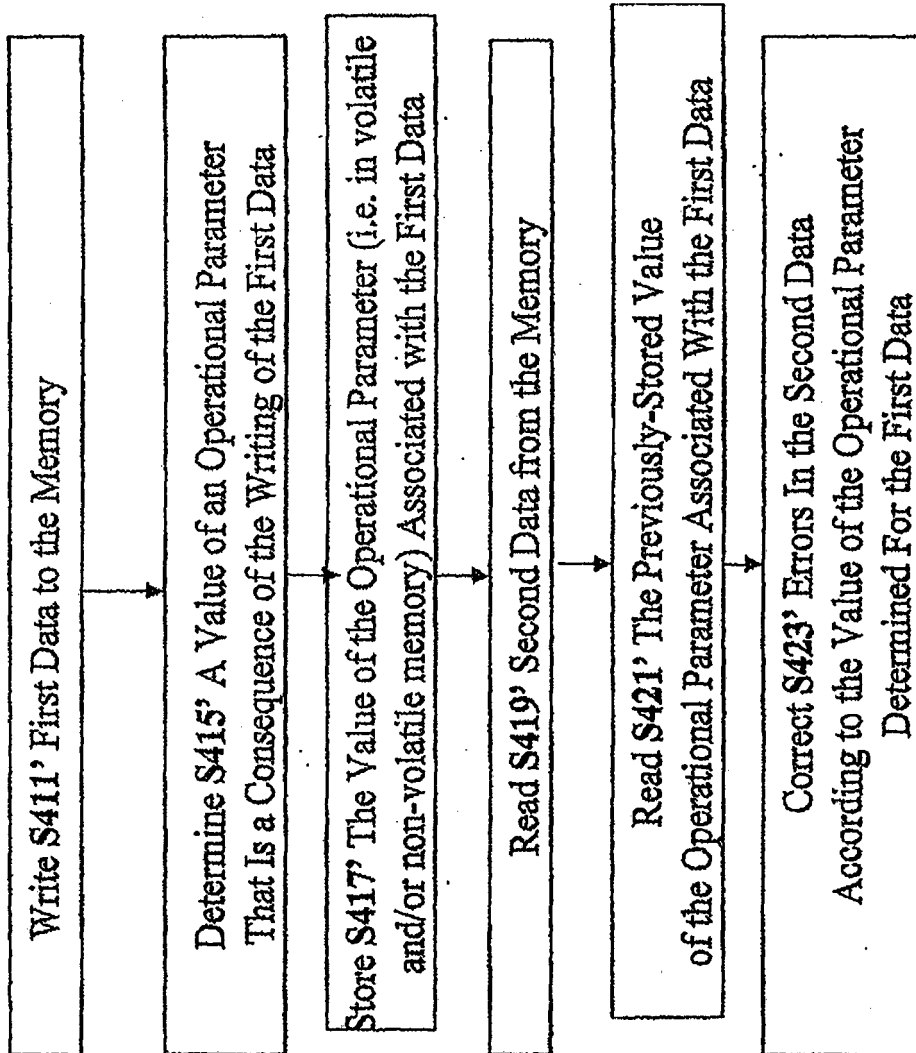 Write S411’ First Data to the Memory
Determine S415’ A Value of an Operational Parameter
That Is a Consequence of the Writing of the First Data
Store S417’ The Value of the Operational Parameter (i.e. in volatile
and/or non-volatile memory) Associated with the First Data
Read S419’ Second Data from the Memory
Read S421’ The Previously-Stored Value
of the Operational Parameter Associated With the First Data
Correct S423’ Errors In the Second Data
According to the Value of the Operational Parameter
Determined For the First Data